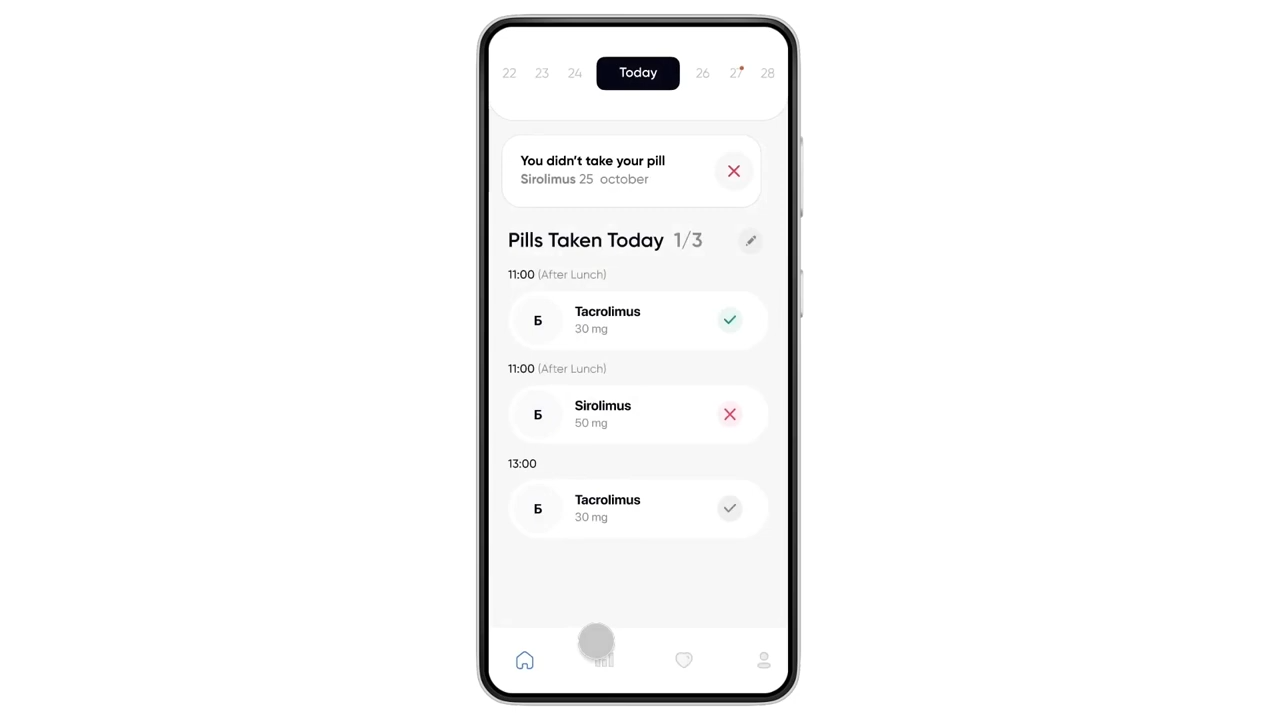 22 23 24 Today 26 27 28
You didn't take your pill
Sirolimus 25 october
Pills Taken Today 1/3
11:00 (After Lunch)
Б
Tacrolimus
30 mg
11:00 (After Lunch)
Б
Sirolimus
50 mg
13:00
Б
Tacrolimus
30 mg